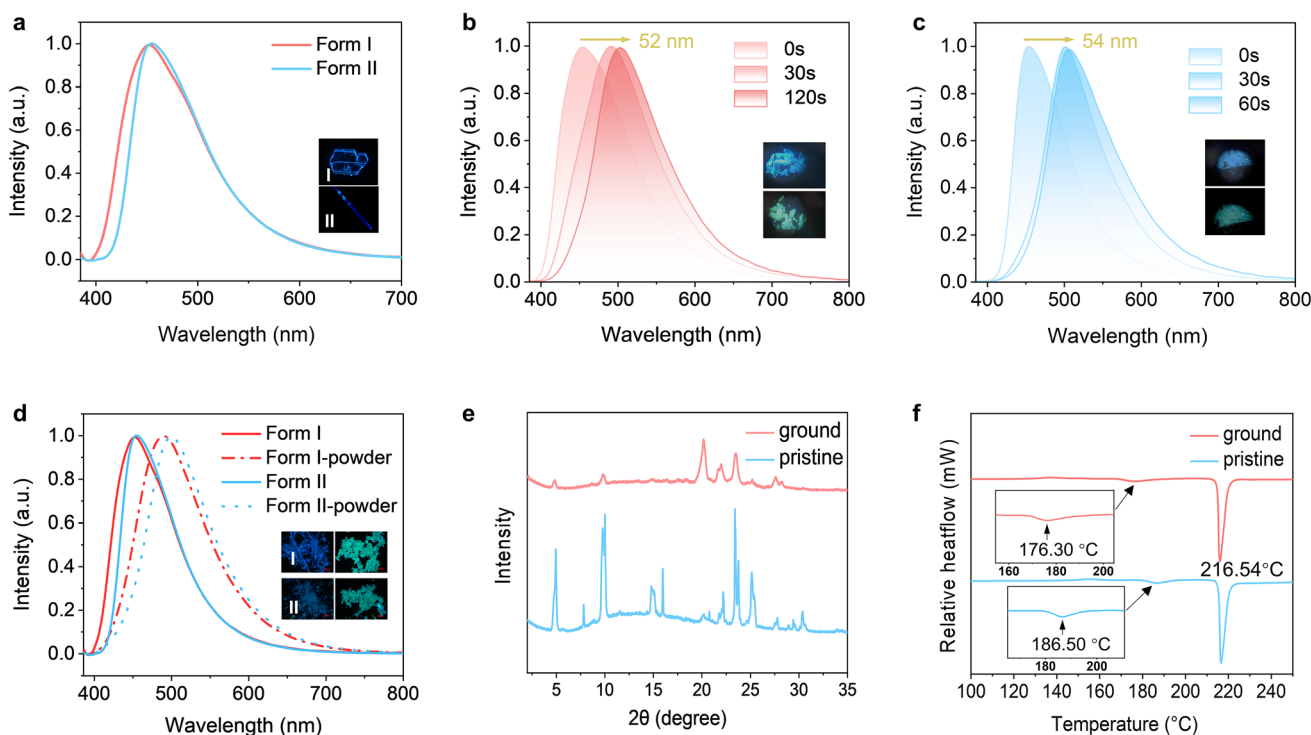 a
Form I
Form II
I
II
Intensity (a.u.)
1.0
0.8
0.6
0.4
0.2
0.0
400 500 600 700
Wavelength (nm)
b
52 nm
0s
30s
120s
Intensity (a.u.)
1.0
0.8
0.6
0.4
0.2
0.0
400 500 600 700 800
Wavelength (nm)
c
54 nm
0s
30s
60s
Intensity (a.u.)
1.0
0.8
0.6
0.4
0.2
0.0
400 500 600 700 800
Wavelength (nm)
d
Form I
Form I-powder
Form II
Form II-powder
I
II
Intensity (a.u.)
1.0
0.8
0.6
0.4
0.2
0.0
400 500 600 700 800
Wavelength (nm)
e
ground
pristine
Intensity
5 10 15 20 25 30 35
2θ (degree)
f
ground
pristine
Relative heatflow (mW)
176.30 °C
160 180 200
216.54°C
186.50 °C
180 200
100 120 140 160 180 200 220 240
Temperature (°C)